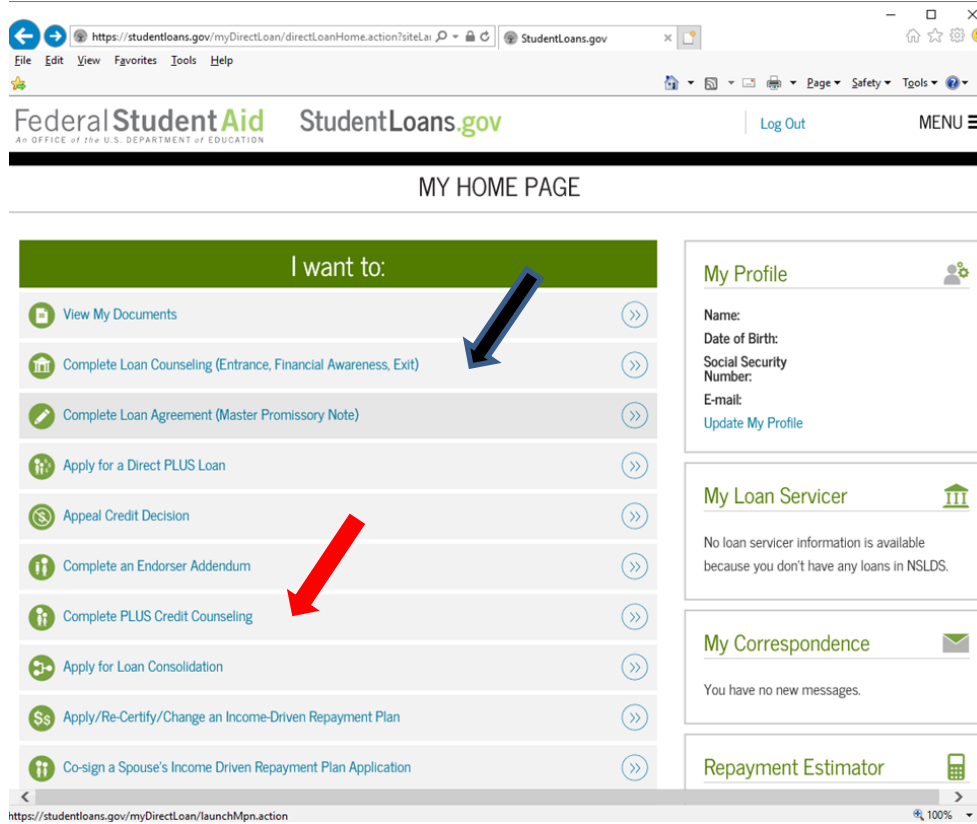 https://studentloans.gov/myDirectLoan/directLoanHome.action?siteLa
StudentLoans.gov
File Edit View Favorites Tools Help
Page Safety Tools
Federal Student Aid
An OFFICE of the U.S. DEPARTMENT of EDUCATION
StudentLoans.gov
Log Out
MENU
MY HOME PAGE
I want to:
View My Documents
Complete Loan Counseling (Entrance, Financial Awareness, Exit)
Complete Loan Agreement (Master Promissory Note)
Apply for a Direct PLUS Loan
Appeal Credit Decision
Complete an Endorser Addendum
Complete PLUS Credit Counseling
Apply for Loan Consolidation
$s
Apply/Re-Certify/Change an Income-Driven Repayment Plan
Co-sign a Spouse's Income Driven Repayment Plan Application
My Profile
Name:
Date of Birth:
Social Security
Number:
E-mail:
Update My Profile
My Loan Servicer
No loan servicer information is available
because you don't have any loans in NSLDS.
My Correspondence
You have no new messages.
Repayment Estimator
https://studentloans.gov/myDirectLoan/launchMpn.action
100%